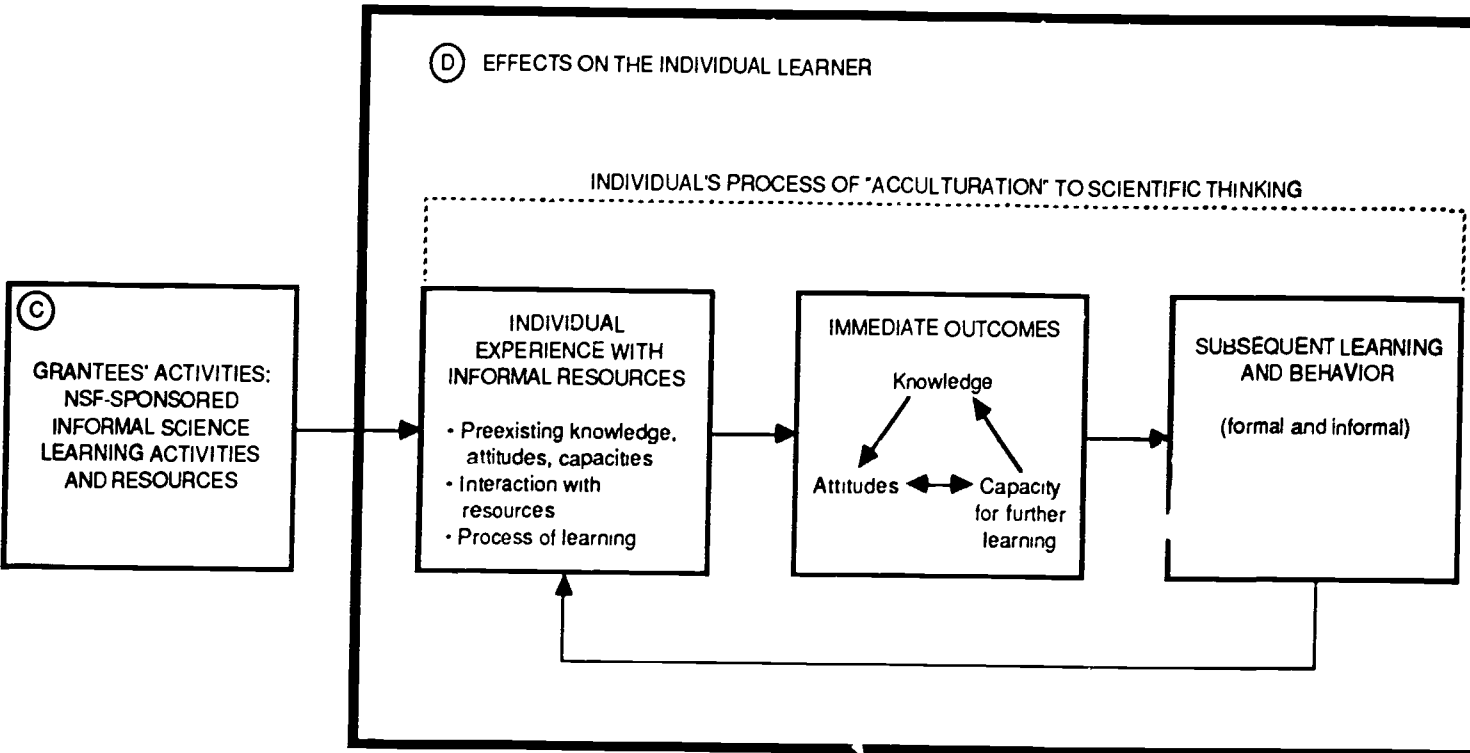 D EFFECTS ON THE INDIVIDUAL LEARNER
INDIVIDUAL'S PROCESS OF "ACCULTURATION" TO SCIENTIFIC THINKING
C
GRANTEES' ACTIVITIES:
NSF-SPONSORED
INFORMAL SCIENCE
LEARNING ACTIVITIES
AND RESOURCES
INDIVIDUAL
EXPERIENCE WITH
INFORMAL RESOURCES
• Preexisting knowledge,
attitudes, capacities
• Interaction with
resources
• Process of learning
IMMEDIATE OUTCOMES
Knowledge
Attitudes
Capacity
for further
learning
SUBSEQUENT LEARNING
AND BEHAVIOR
(formal and informal)